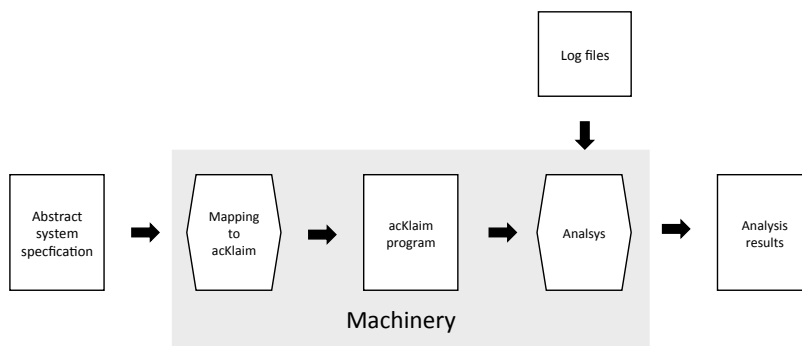 Log files
Abstract
system
specfication
Mapping
to
acKlaim
acKlaim
program
Analsys
Analysis
results
Machinery